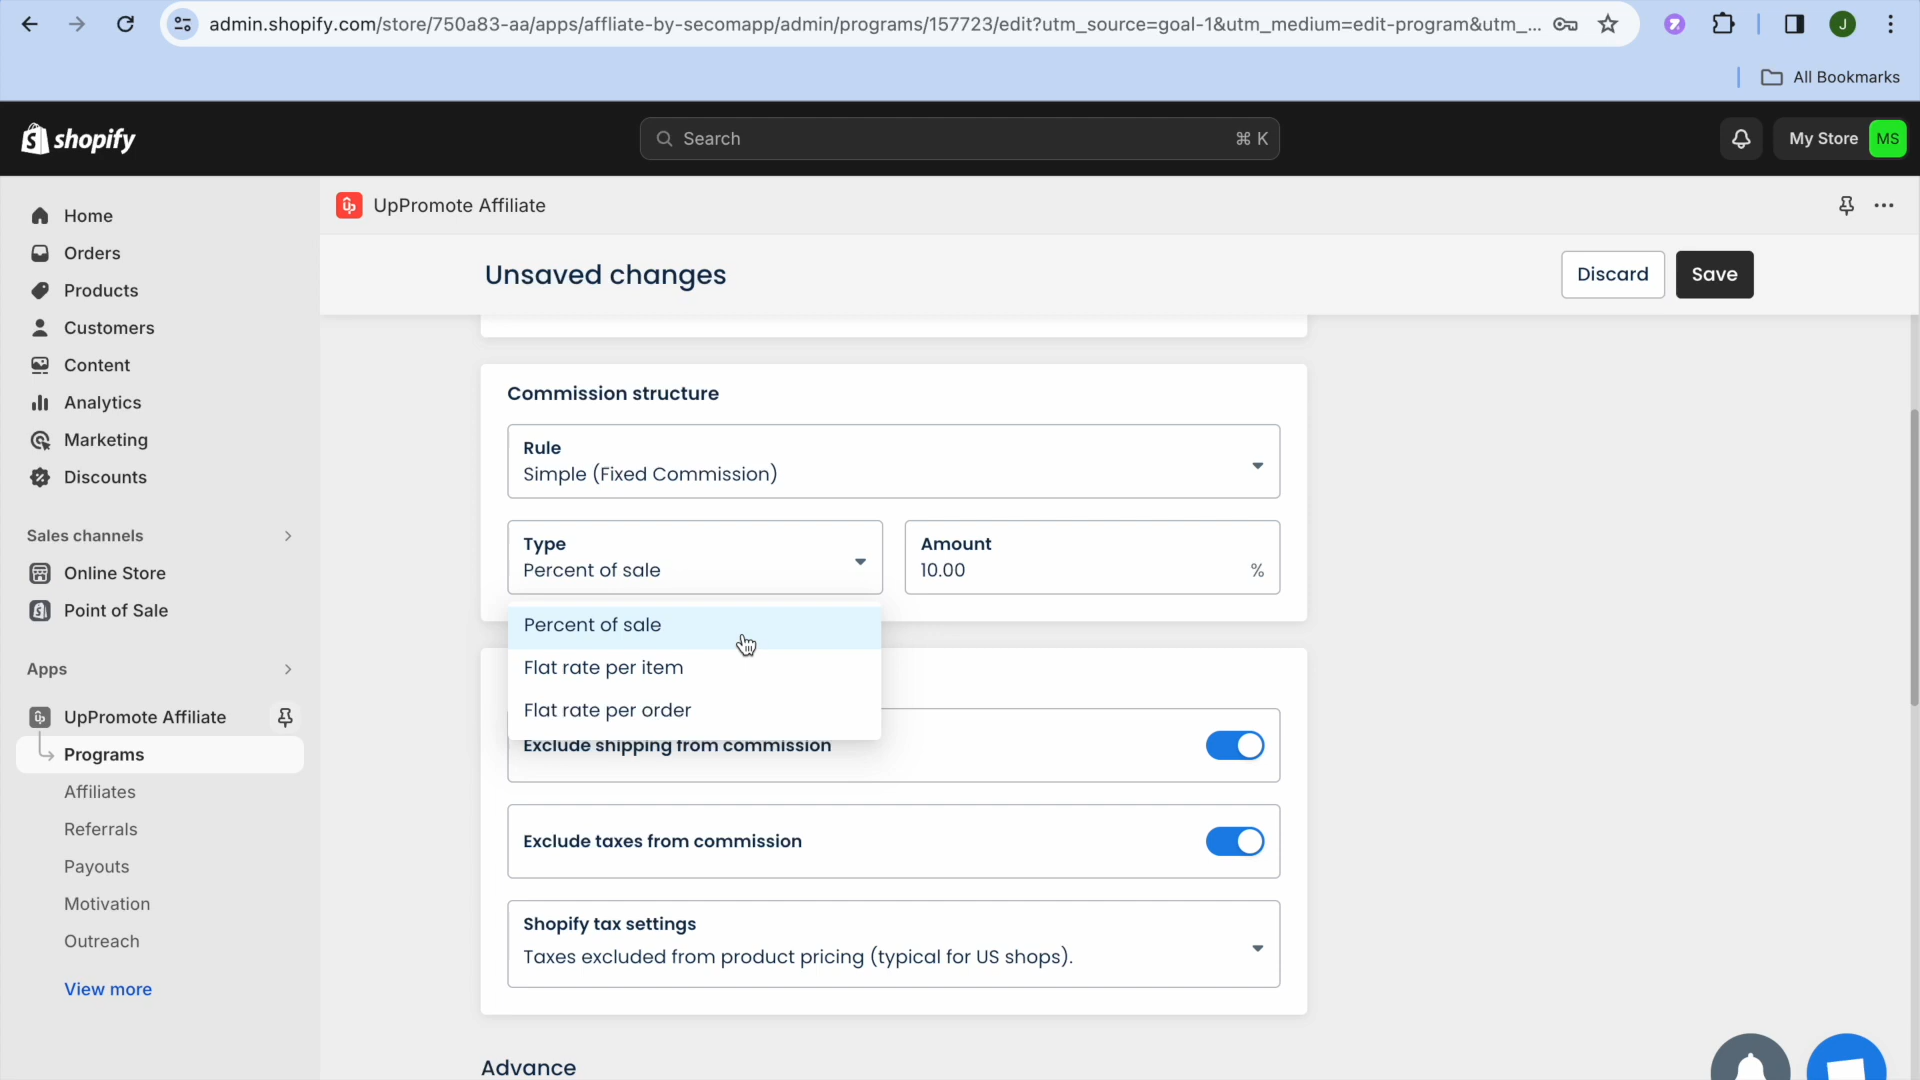 admin.shopify.com/store/750a83-aa/apps/affliate-by-secomapp/admin/programs/157723/edit?utm_source=goal-1&utm_medium=edit-program&utm_...
J
All Bookmarks
shopify
Search
⌘ K
My Store
MS
Home
Orders
Products
Customers
Content
Analytics
Marketing
Discounts
Sales channels
Online Store
Point of Sale
Apps
UpPromote Affiliate
Programs
Affiliates
Referrals
Payouts
Motivation
Outreach
View more
UpPromote Affiliate
Unsaved changes
Discard
Save
Commission structure
Rule
Simple (Fixed Commission)
Type
Percent of sale
Amount
10.00
%
Percent of sale
Flat rate per item
Flat rate per order
Exclude shipping from commission
Exclude taxes from commission
Shopify tax settings
Taxes excluded from product pricing (typical for US shops).
Advance